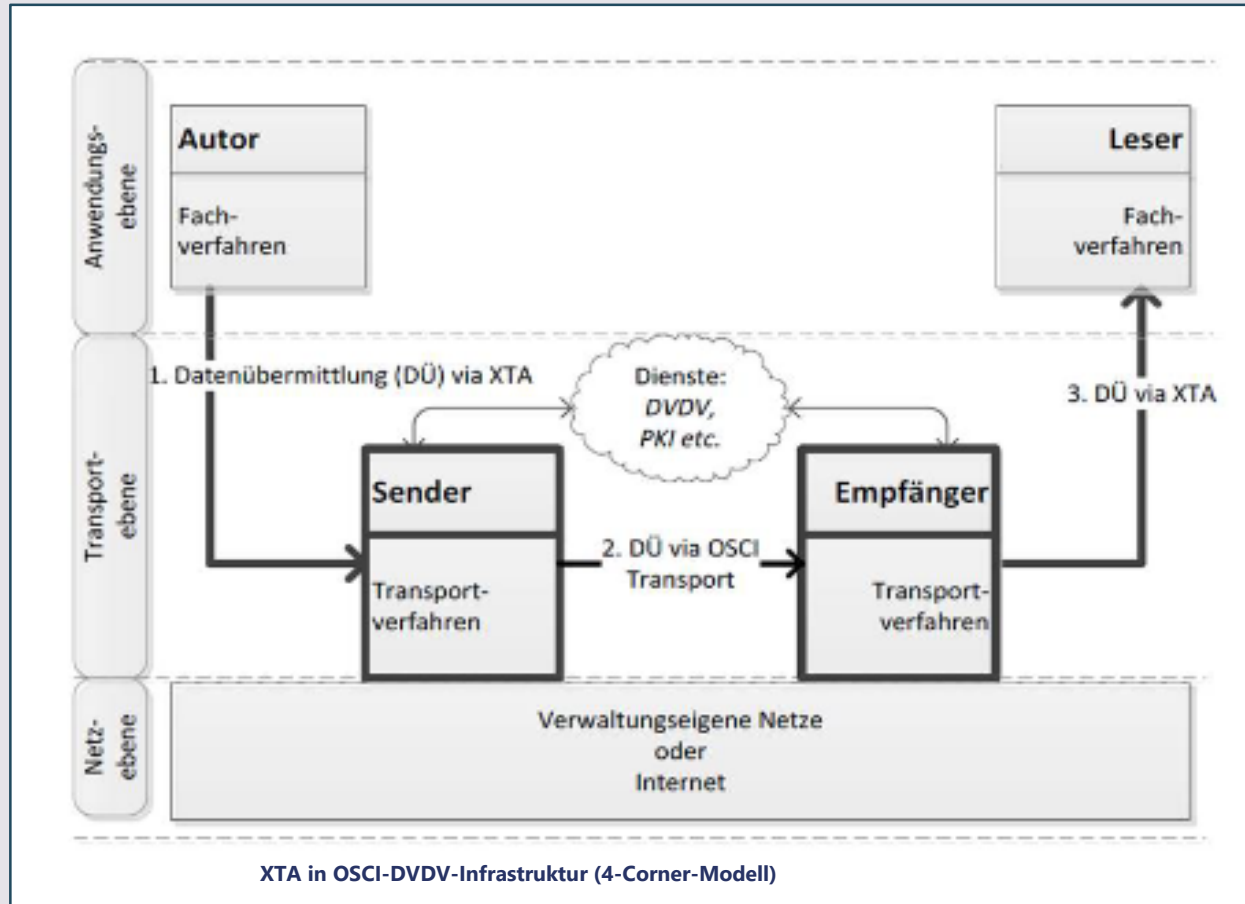 Anwendungs-
ebene
Autor
Fach-
verfahren
Leser
Fach-
verfahren
Transport-
ebene
1. Datenübermittlung (DÜ) via XTA
Dienste:
DVDV,
PKI etc.
3. DÜ via XTA
Sender
Transport-
verfahren
2. DÜ via OSCI
Transport
Empfänger
Transport-
verfahren
Netz-
ebene
Verwaltungseigene Netze
oder
Internet
XTA in OSCI-DVDV-Infrastruktur (4-Corner-Modell)